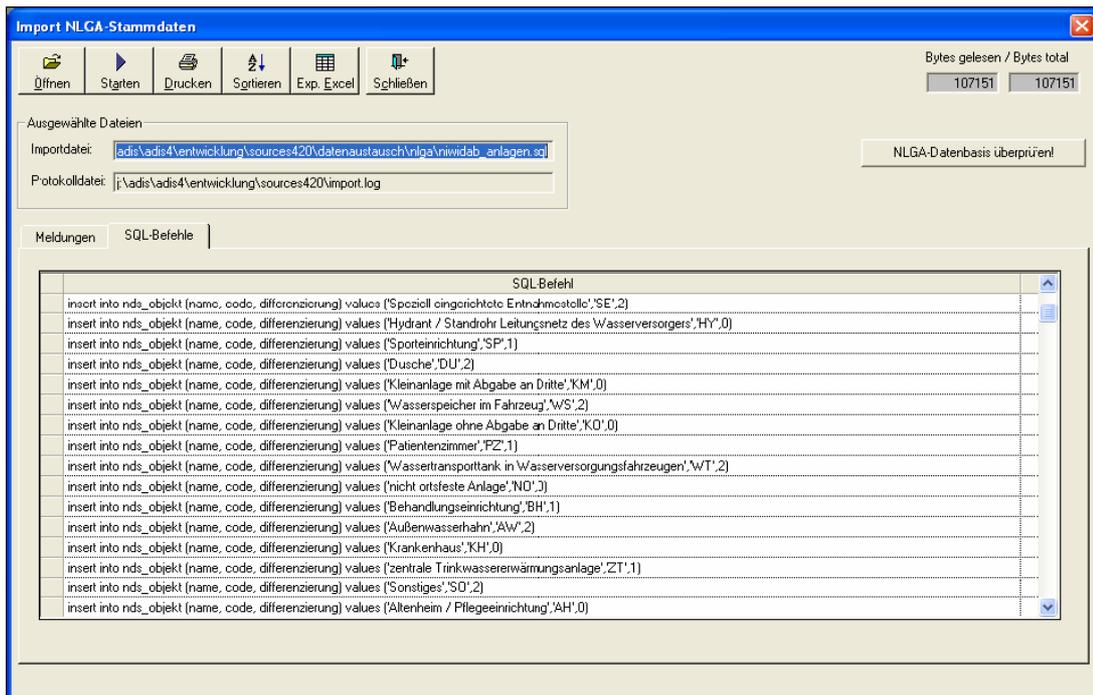 Import NLGA-Stammdaten
Öffnen
Starten
Drucken
Sortieren
Exp. Excel
Schließen
Bytes gelesen / Bytes total
107151 107151
Ausgewählte Dateien
Importdatei: adis\adis4\entwicklung\sources420\datenaustausch\nlga\niwidab_anlagen.sql
NLGA-Datenbasis überprüfen!
Protokolldatei: j:\adis\adis4\entwicklung\sources420\import.log
Meldungen
SQL-Befehle
SQL-Befehl
insert into nds_objekt (name, code, differenzierung) values ('Speziell eingerichtete Entnahmestelle','SE',2)
insert into nds_objekt (name, code, differenzierung) values ('Hydrant / Standrohr Leitungsnetz des Wasserversorgers','HY',0)
insert into nds_objekt (name, code, differenzierung) values ('Sporteinrichtung','SP',1)
insert into nds_objekt (name, code, differenzierung) values ('Dusche','DU',2)
insert into nds_objekt (name, code, differenzierung) values ('Kleinanlage mit Abgabe an Dritte','KM',0)
insert into nds_objekt (name, code, differenzierung) values ('Wasserspeicher im Fahrzeug','WS',2)
insert into nds_objekt (name, code, differenzierung) values ('Kleinanlage ohne Abgabe an Dritte','KO',0)
insert into nds_objekt (name, code, differenzierung) values ('Patientenzimmer','PZ',1)
insert into nds_objekt (name, code, differenzierung) values ('Wassertransporttank in Wasserversorgungsfahrzeugen','WT',2)
insert into nds_objekt (name, code, differenzierung) values ('nicht ortsfeste Anlage','NO',0)
insert into nds_objekt (name, code, differenzierung) values ('Behandlungseinrichtung','BH',1)
insert into nds_objekt (name, code, differenzierung) values ('Außenwasserhahn','AW',2)
insert into nds_objekt (name, code, differenzierung) values ('Krankenhaus','KH',0)
insert into nds_objekt (name, code, differenzierung) values ('zentrale Trinkwassererwärmungsanlage','ZT',1)
insert into nds_objekt (name, code, differenzierung) values ('Sonstiges','SO',2)
insert into nds_objekt (name, code, differenzierung) values ('Altenheim / Pflegeeinrichtung','AH',0)